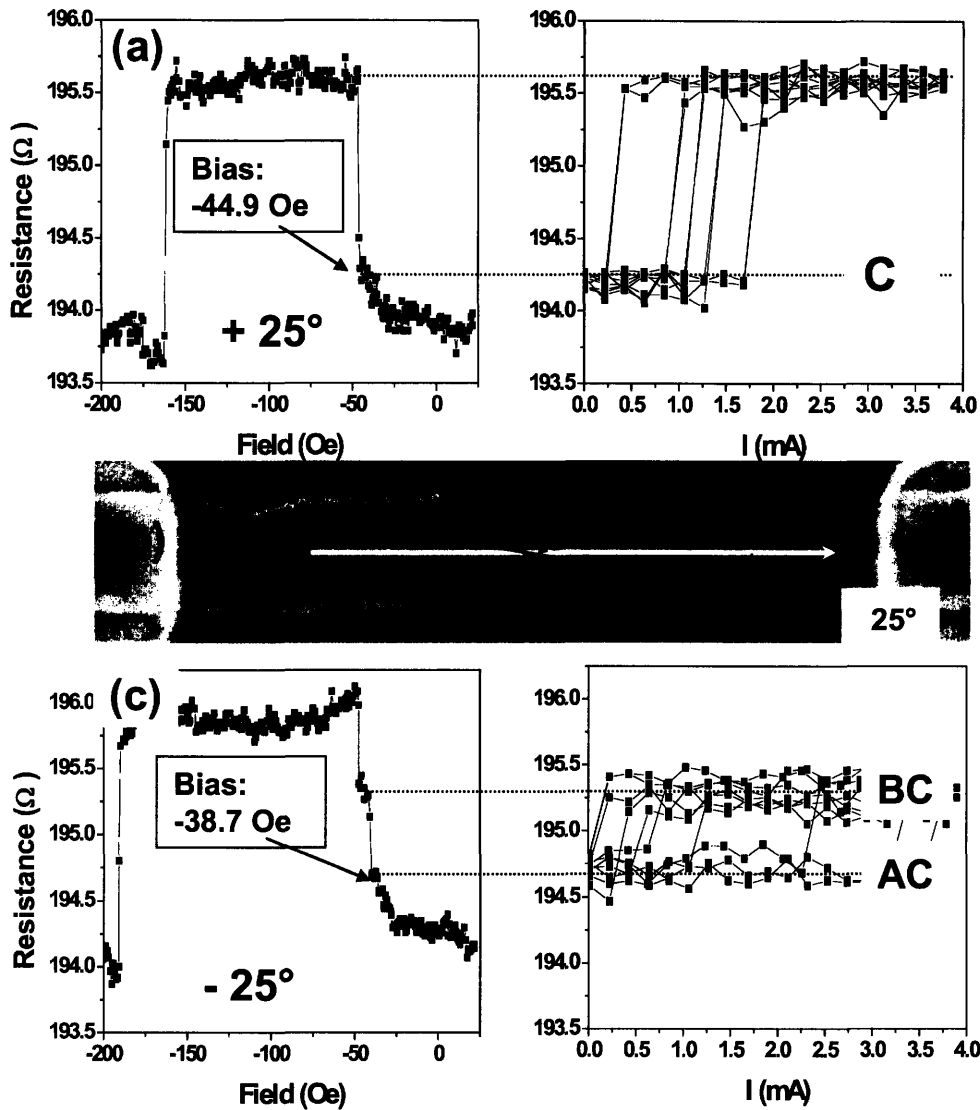 (a)
196.0
195.5
195.0
194.5
194.0
193.5
Resistance (Ω)
Bias:
-44.9 Oe
+ 25°
-200 -150 -100 -50 0
Field (Oe)
196.0
195.5
195.0
194.5
194.0
193.5
C
0.0 0.5 1.0 1.5 2.0 2.5 3.0 3.5 4.0
I (mA)
25°
(c)
196.0
195.5
195.0
194.5
194.0
193.5
Resistance (Ω)
Bias:
-38.7 Oe
- 25°
-200 -150 -100 -50 0
Field (Oe)
196.0
195.5
195.0
194.5
194.0
193.5
BC
AC
0.0 0.5 1.0 1.5 2.0 2.5 3.0 3.5 4.0
I (mA)